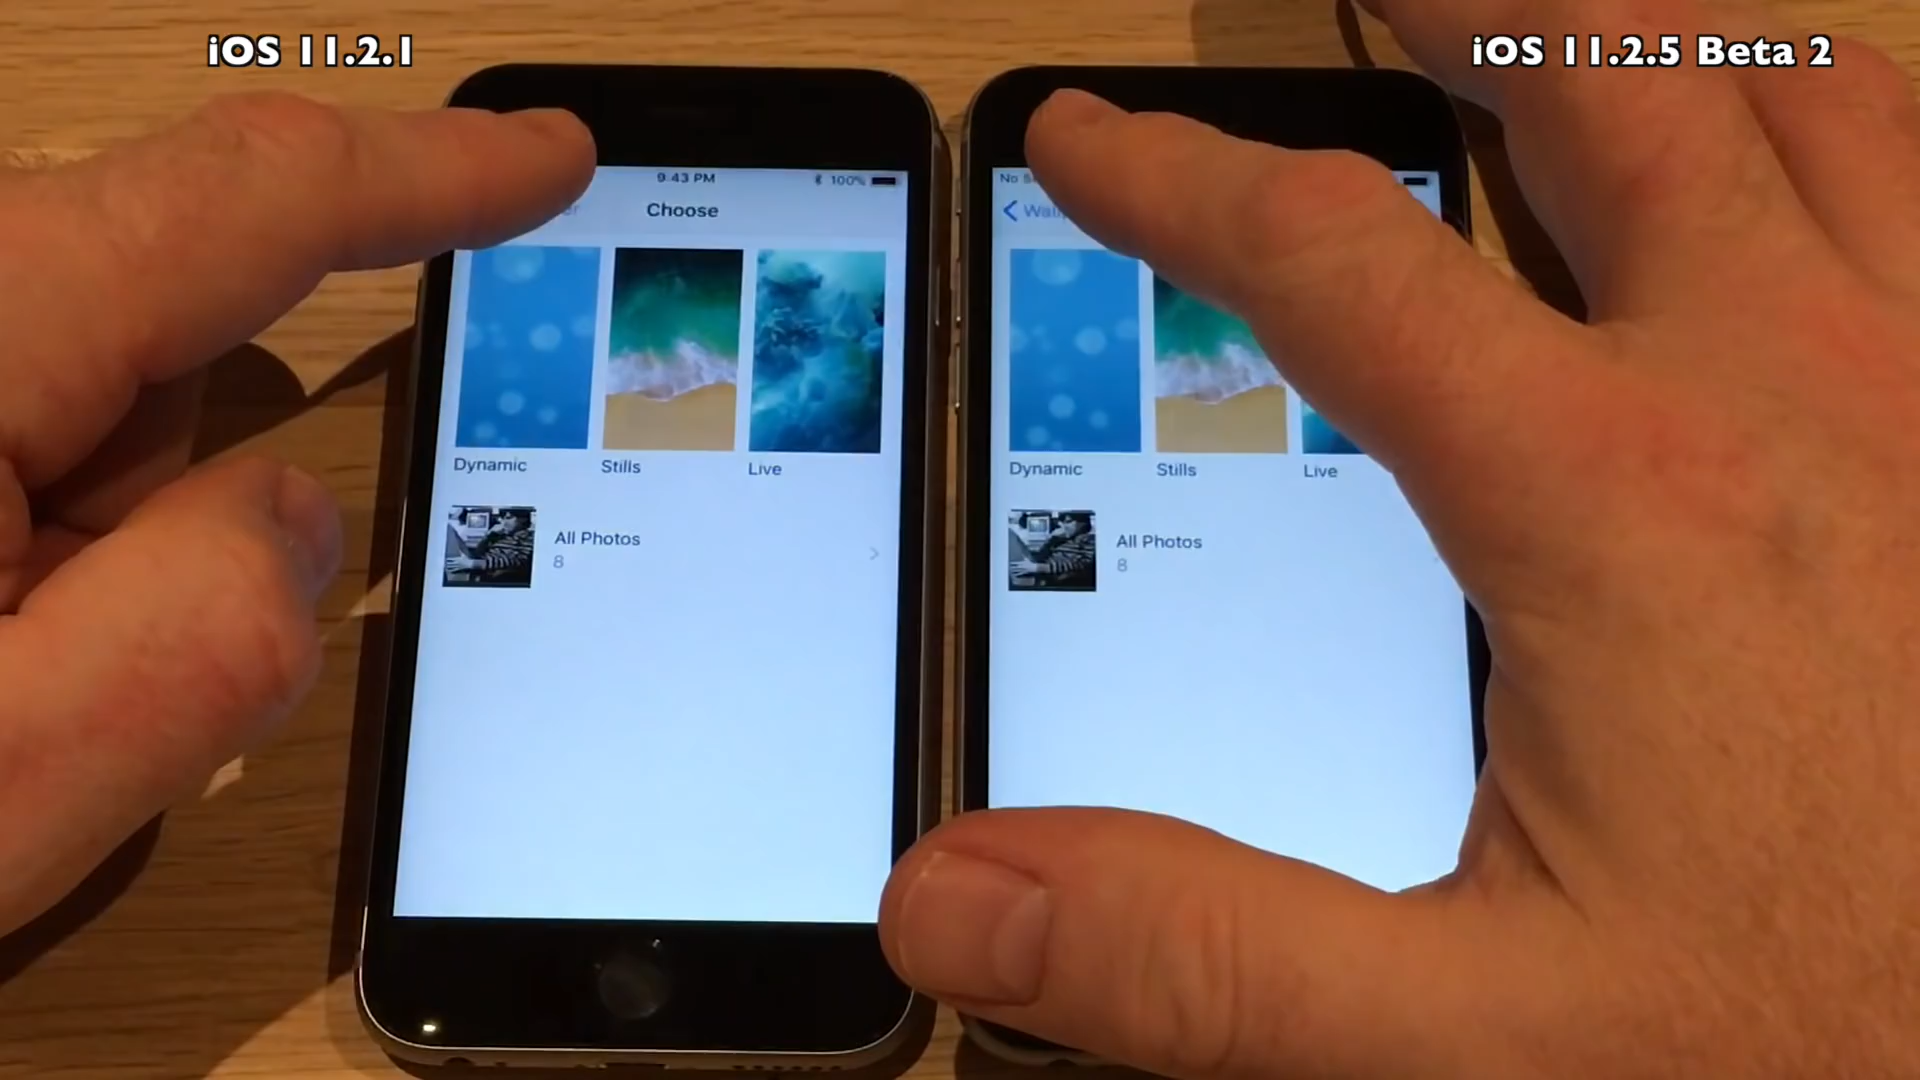 iOS 11.2.1
iOS 11.2.5 Beta 2
9:43 PM
100%
Choose
Dynamic
Stills
Live
All Photos
8
No
Dynamic
Stills
Live
All Photos
8